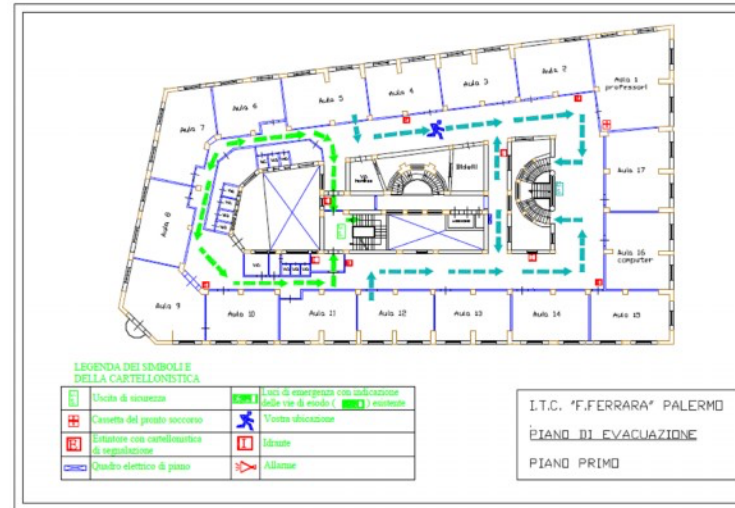 Aula 1
professori
Aula 2
Aula 3
Aula 4
Aula 5
Aula 6
Aula 7
Aula 17
Bidelli
Aula 8
Aula 16
computer
Aula 9
Aula 10
Aula 11
Aula 12
Aula 13
Aula 14
Aula 15
LEGENDA DEI SIMBOLI E
DELLA CARTELLONISTICA
Uscita di sicurezza
Luci di emergenza con indicazione
delle vie di esodo ( ) esistente
Cassetta del pronto soccorso
Vostra ubicazione
E
Estintore con cartellonistica
di segnalazione
I
Idrante
Quadro elettrico di piano
Allarme
I.T.C. "F.FERRARA" PALERMO
PIANO DI EVACUAZIONE
PIANO PRIMO